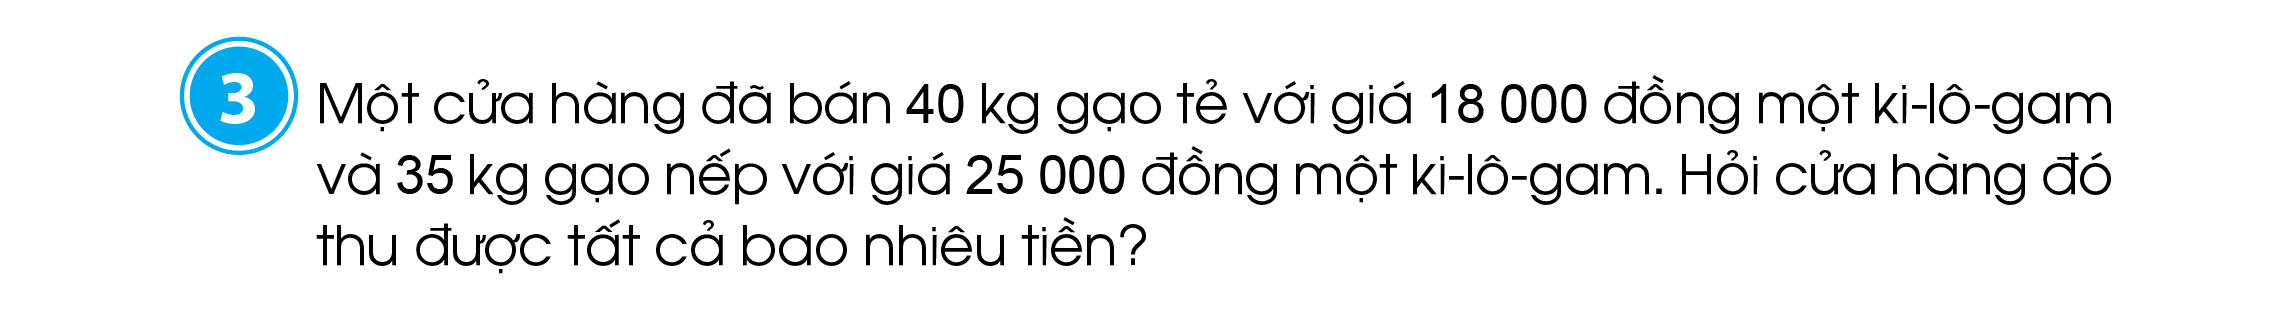 3 Một cửa hàng đã bán 40 kg gạo tẻ với giá 18 000 đồng một ki-lô-gam
và 35 kg gạo nếp với giá 25 000 đồng một ki-lô-gam. Hỏi cửa hàng đó
thu được tất cả bao nhiêu tiền?